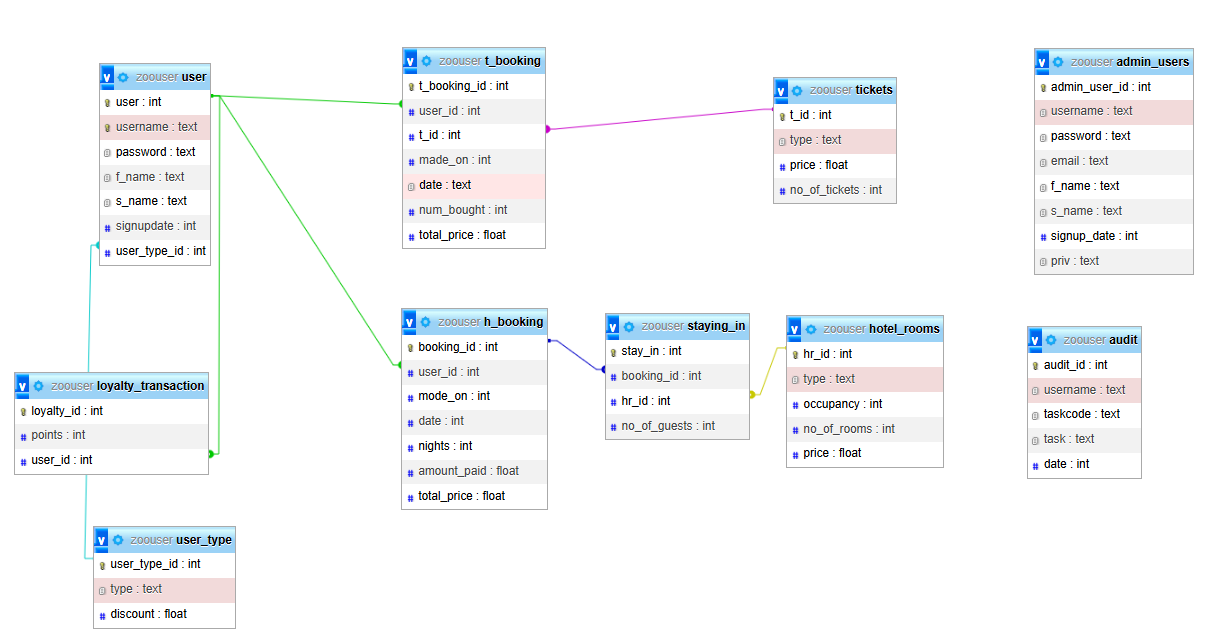 zoouser user
user : int
username : text
password : text
f_name : text
s_name : text
signupdate : int
user_type_id : int
zoouser t_booking
t_booking_id : int
user_id : int
t_id : int
made_on : int
date : text
num_bought : int
total_price : float
zoouser tickets
t_id : int
type : text
price : float
no_of_tickets : int
zoouser admin_users
admin_user_id : int
username : text
password : text
email : text
f_name : text
s_name : text
signup_date : int
priv : text
zoouser loyalty_transaction
loyalty_id : int
points : int
user_id : int
zoouser h_booking
booking_id : int
user_id : int
mode_on : int
date : int
nights : int
amount_paid : float
total_price : float
zoouser staying_in
stay_in : int
booking_id : int
hr_id : int
no_of_guests : int
zoouser hotel_rooms
hr_id : int
type : text
occupancy : int
no_of_rooms : int
price : float
zoouser audit
audit_id : int
username : text
taskcode : text
task : text
date : int
zoouser user_type
user_type_id : int
type : text
discount : float